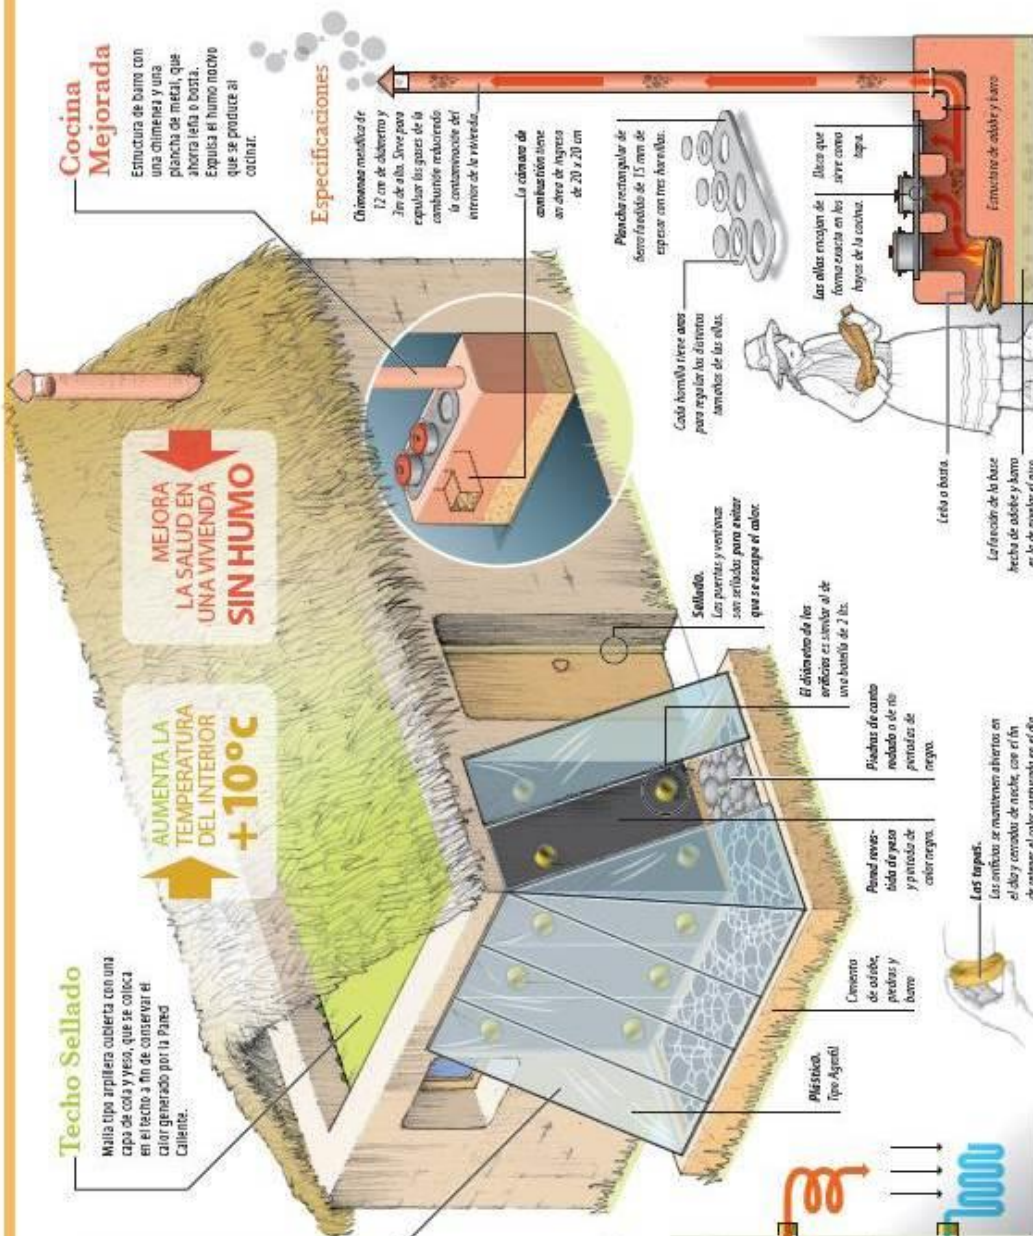 Techo Sellado
Malla tipo arpillera cubierta con una
capa de cola y yeso, que se coloca
en el techo a fin de conservar el
calor generado por la Pared
Caliente.
AUMENTA LA
TEMPERATURA
DEL INTERIOR
+10°C
MEJORA
LA SALUD EN
UNA VIVIENDA
SIN HUMO
Cocina
Mejorada
Estructura de barro con
una chimenea y una
plancha de metal, que
ahorra leña o bosta.
Expulsa el humo nocivo
que se produce al
cocinar.
Especificaciones
Chimenea metálica de
12 cm de diámetro y
3m de alto. Sirve para
expulsar los gases de la
combustión reduciendo
la contaminación del
interior de la vivienda.
La cámara de
combustión tiene
un área de ingreso
de 20 x 20 cm
Plancha rectangular de
fierro fundido de 15 mm de
espesor con tres hornillas.
Cada hornilla tiene aros
para regular los distintos
tamaños de las ollas.
Las ollas encajan de
forma exacta en los
hoyos de la cocina.
Disco que
sirve como
tapa.
Estructura de adobe y barro
Leña o bosta.
La función de la base
hecha de adobe y barro
Sellado.
Las puertas y ventanas
son selladas para evitar
que se escape el calor.
El diámetro de los
orificios es similar al de
una botella de 2 lts.
Piedras de canto
rodado o de río
pintadas de
negro.
Pared reves-
tida de yeso
y pintada de
color negro.
Cimiento
de adobe,
piedras y
barro
Plástico.
Tipo Agrofil
Las tapas.
Los orificios se mantienen abiertos en
el día y cerrados de noche, con el fin
de retener el calor capturado en el día